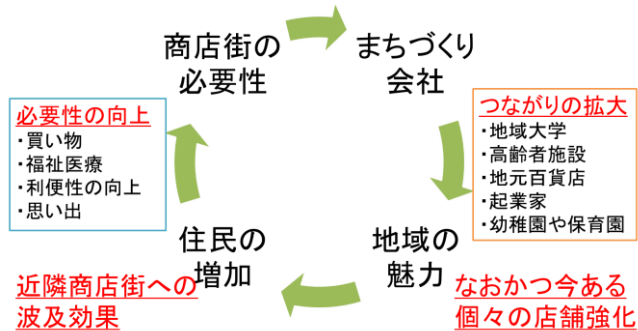 商店街の
必要性
まちづくり
会社
必要性の向上
・買い物
・福祉医療
・利便性の向上
・思い出
つながりの拡大
・地域大学
・高齢者施設
・地元百貨店
・起業家
・幼稚園や保育園
住民の
増加
地域の
魅力
近隣商店街への
波及効果
なおかつ今ある
個々の店舗強化